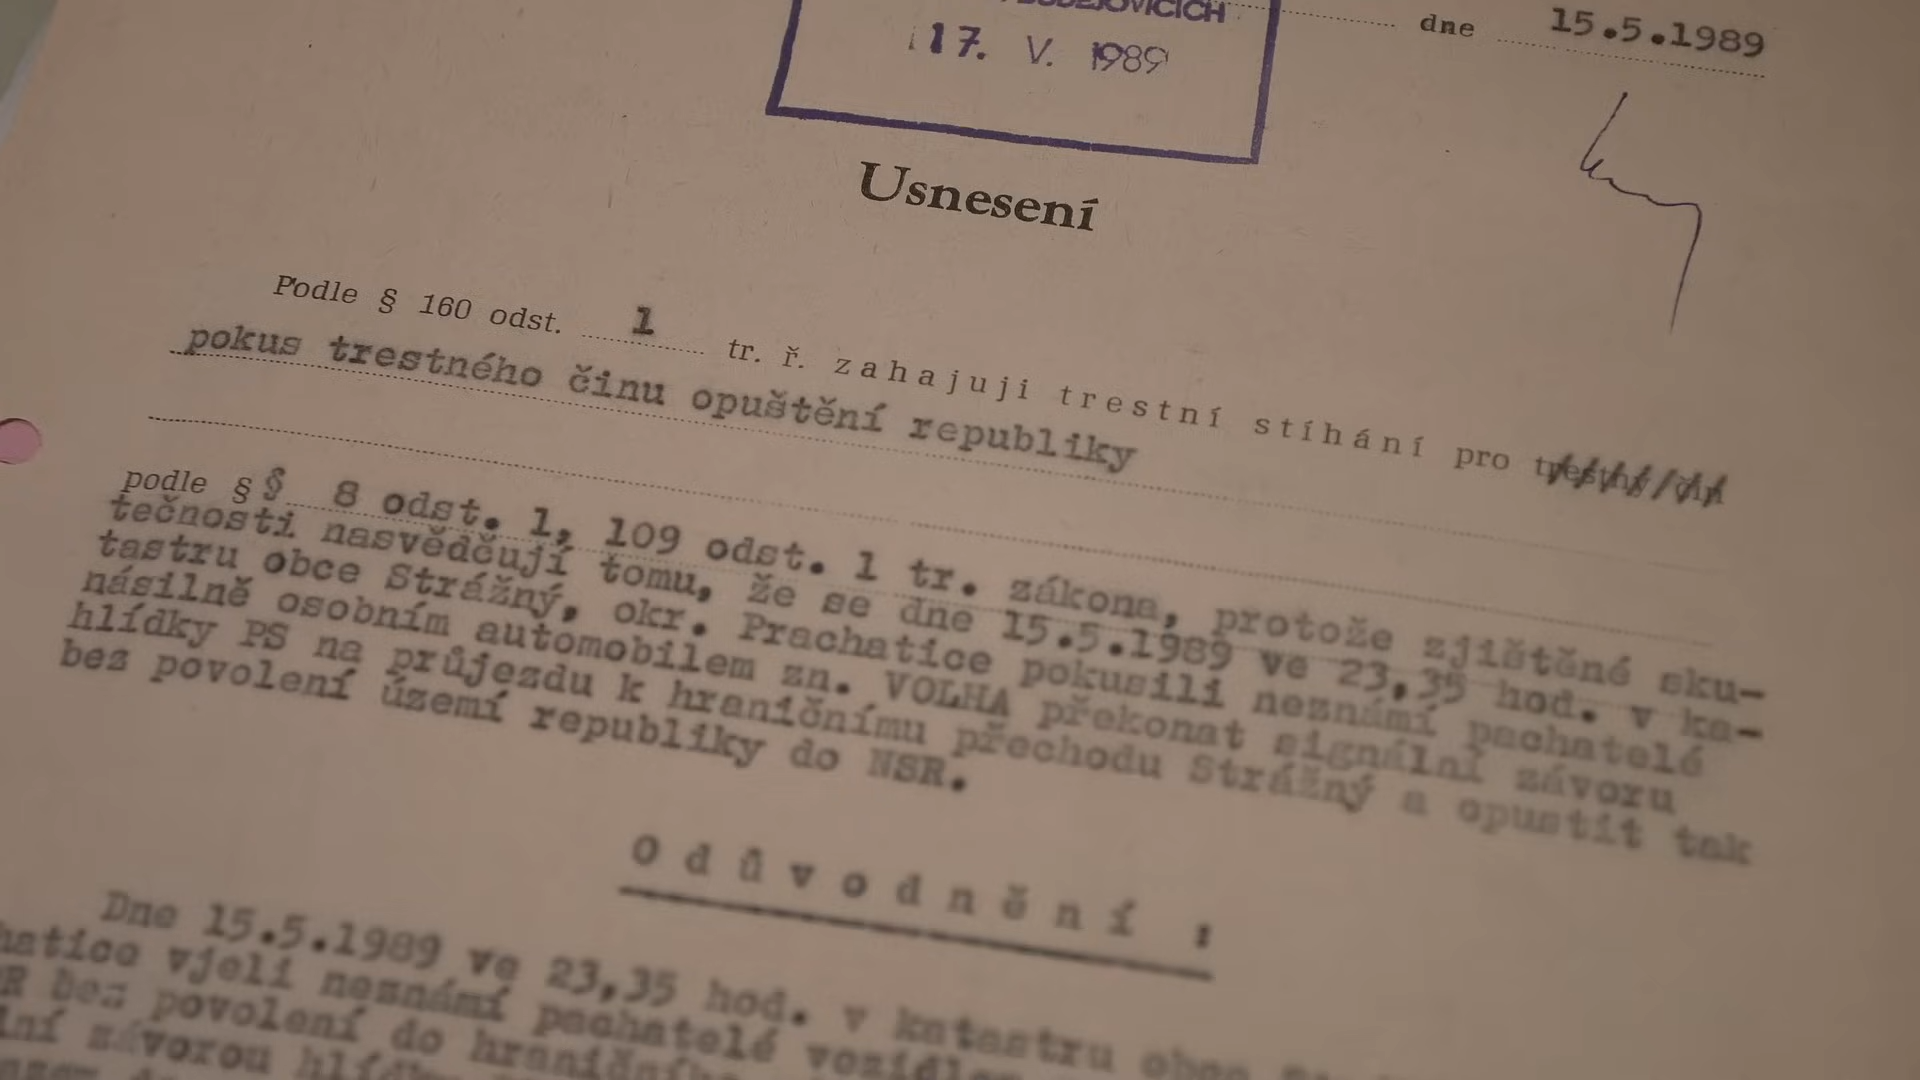 BUDĚJOVICÍCH
17. V. 1989
dne 15.5.1989
Usnesení
Podle § 160 odst. 1 tr. ř. zahajuji trestní stíhání pro trestný čin
pokus trestného činu opuštění republiky
podle § § 8 odst. 1, 109 odst. 1 tr. zákona, protože zjištěné sku-
tečnosti nasvědčují tomu, že se dne 15.5.1989 ve 23,35 hod. v ka-
tastru obce Strážný, okr. Prachatice pokusili neznámí pachatelé
násilně osobním automobilem zn. VOLHA překonat signální závoru
hlídky PS na průjezdu k hraničnímu přechodu Strážný a opustit tak
bez povolení území republiky do NSR.
Odůvodnění :
Dne 15.5.1989 ve 23,35 hod. v katastru obce
hatice vjeli neznámí pachatelé
R bez povolení do
lní závorou